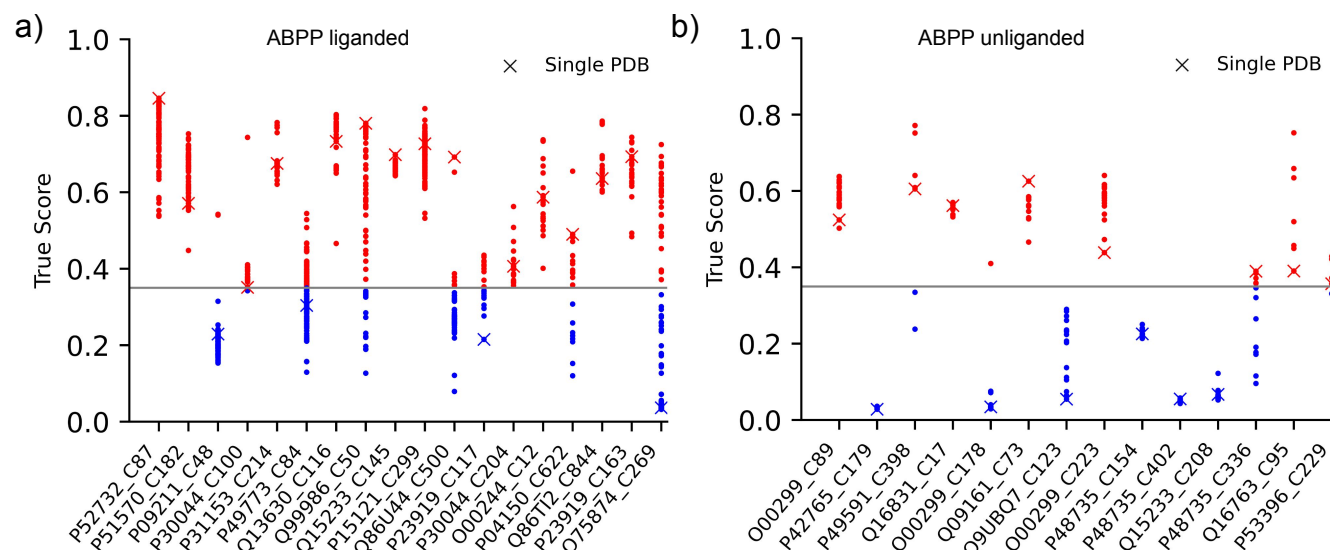 a)
ABPP liganded
Single PDB
True Score
1.0
0.8
0.6
0.4
0.2
0.0
P52732_C87
P51570_C182
P09211_C48
P30044_C100
P31153_C214
P49773_C84
Q13630_C116
Q99986_C50
Q15233_C145
P15121_C299
Q86U44_C500
P23919_C117
P30044_C204
O00244_C12
P04150_C622
Q86TI2_C844
P23919_C163
O75874_C269
b)
ABPP unliganded
Single PDB
True Score
1.0
0.8
0.6
0.4
0.2
0.0
O00299_C89
P42765_C179
P49591_C398
Q16831_C17
O00299_C178
Q09161_C73
Q9UBQ7_C123
O00299_C223
P48735_C154
P48735_C402
Q15233_C208
P48735_C336
Q16763_C95
P53396_C229